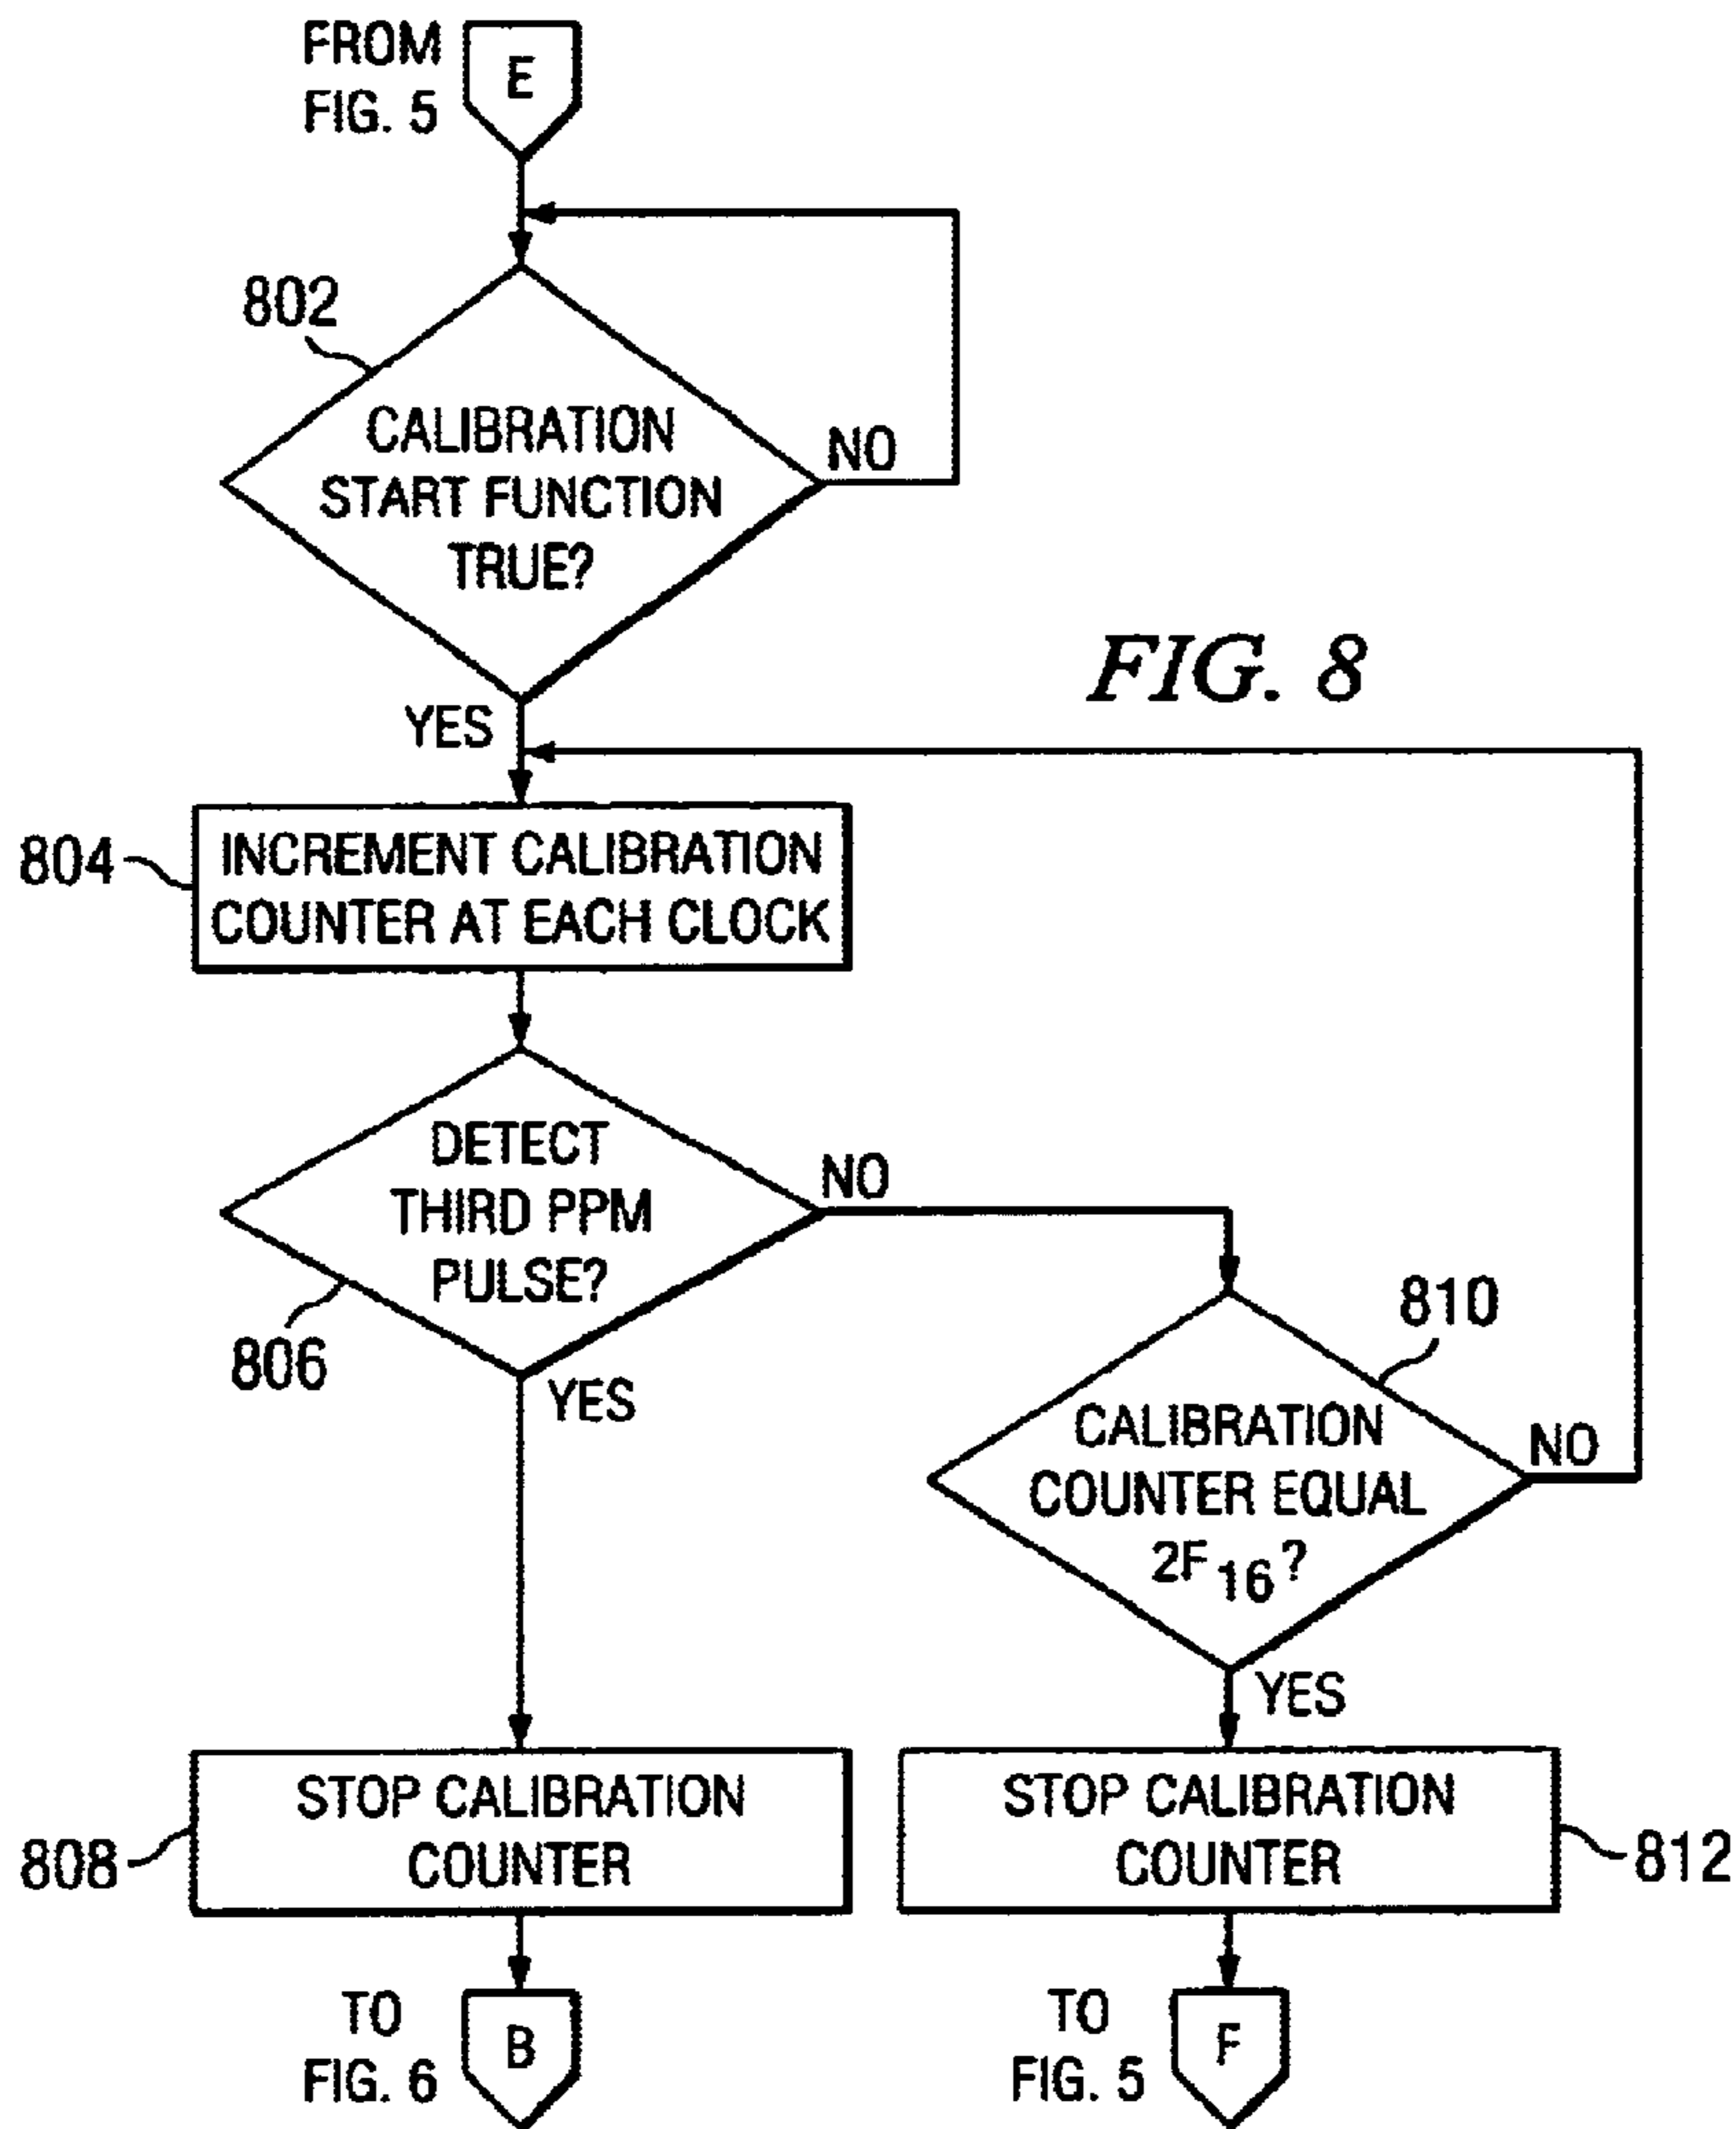 FROM
FIG. 5
E
802
CALIBRATION
START FUNCTION
TRUE?
NO
YES
FIG. 8
804
INCREMENT CALIBRATION
COUNTER AT EACH CLOCK
DETECT
THIRD PPM
PULSE?
NO
806
YES
810
CALIBRATION
COUNTER EQUAL
2F16?
NO
YES
808
STOP CALIBRATION
COUNTER
STOP CALIBRATION
COUNTER
812
TO
FIG. 6
B
TO
FIG. 5
F